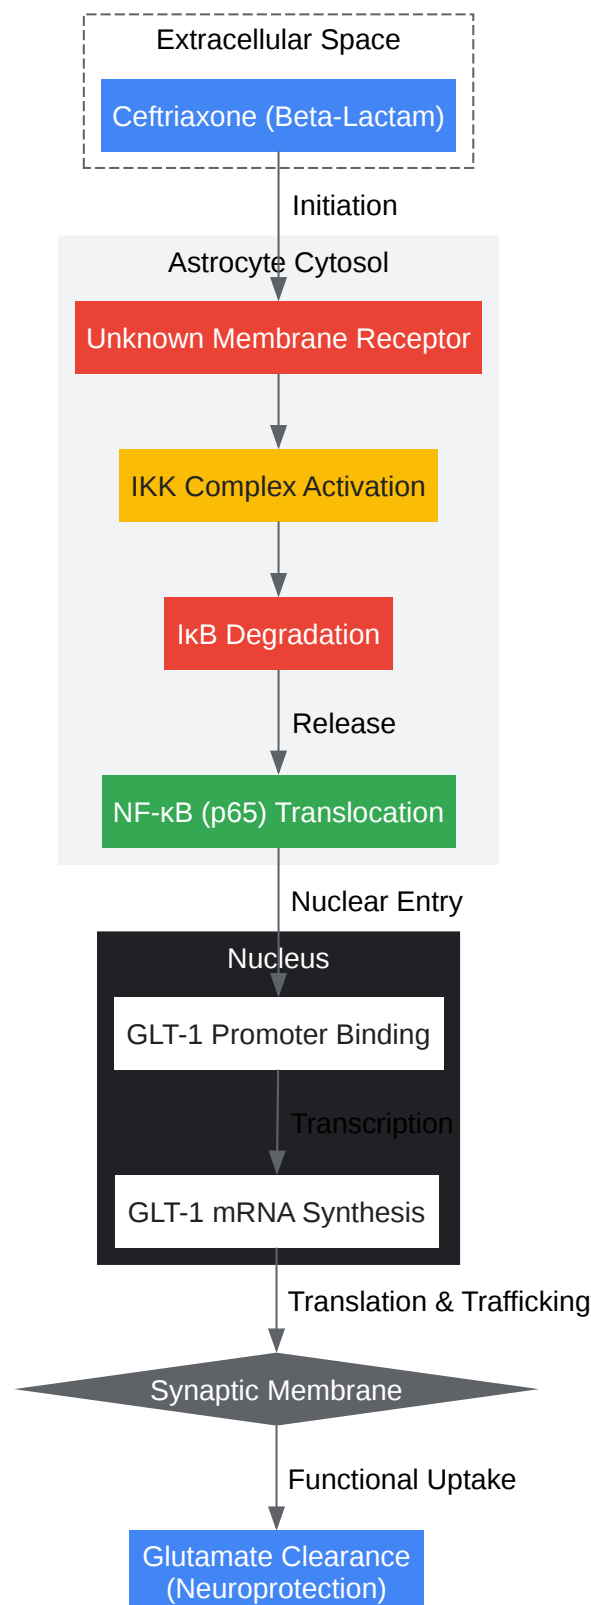 Extracellular Space
Ceftriaxone (Beta-Lactam)
Initiation
Astrocyte Cytosol
Unknown Membrane Receptor
IKK Complex Activation
IκB Degradation
Release
NF-κB (p65) Translocation
Nuclear Entry
Nucleus
GLT-1 Promoter Binding
Transcription
GLT-1 mRNA Synthesis
Translation & Trafficking
Synaptic Membrane
Functional Uptake
Glutamate Clearance
(Neuroprotection)